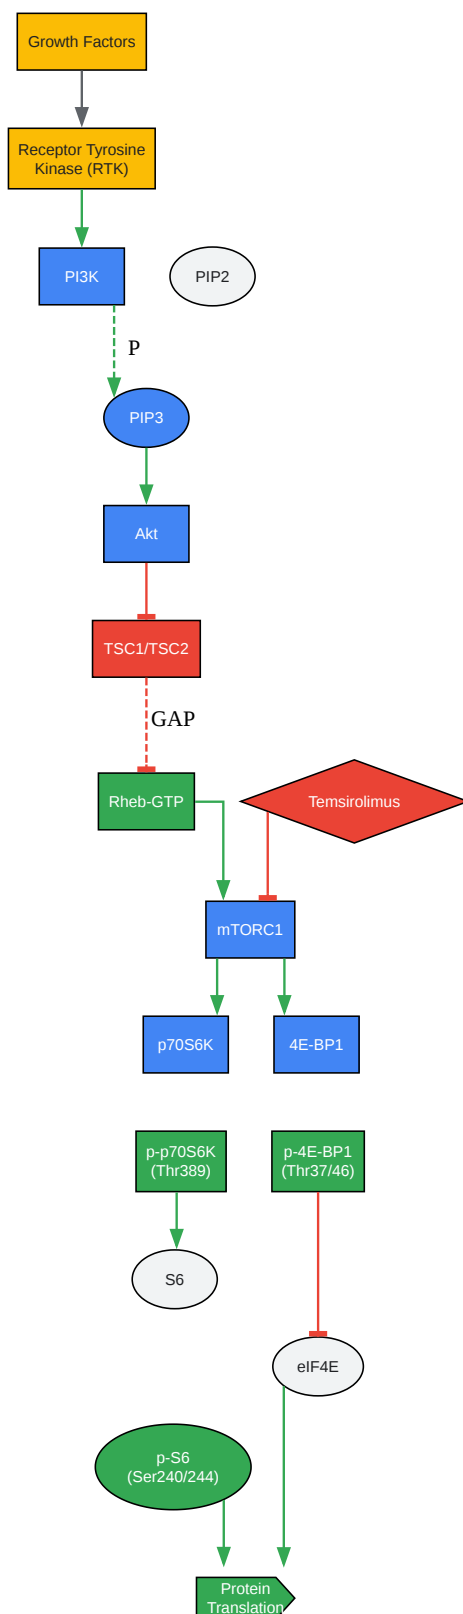 Growth Factors
Receptor Tyrosine
Kinase (RTK)
PI3K
PIP2
P
PIP3
Akt
TSC1/TSC2
GAP
Rheb-GTP
Temsirolimus
mTORC1
p70S6K
4E-BP1
p-p70S6K
(Thr389)
p-4E-BP1
(Thr37/46)
S6
eIF4E
p-S6
(Ser240/244)
Protein
Translation